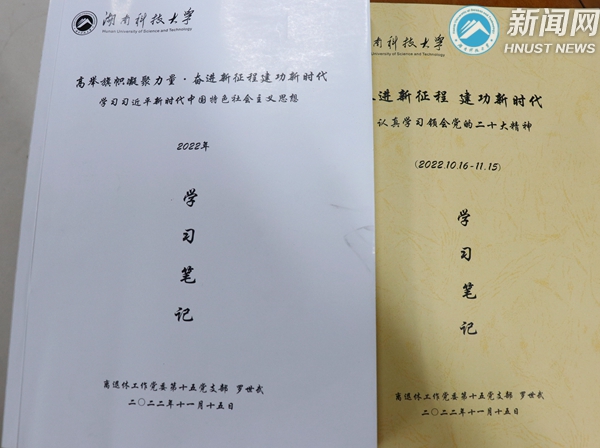 湖南科技大学
Hunan University of Science and Technology
高举旗帜凝聚力量·奋进新征程建功新时代
学习习近平新时代中国特色社会主义思想
2022年
学
习
笔
记
离退休工作党委第十五党支部 罗世武
二〇二二年十一月十五日
新闻网
HNUST NEWS
南科技大学
University of Science and Technology
进新征程 建功新时代
认真学习领会党的二十大精神
(2022.10.16-11.15)
学
习
笔
记
离退休工作党委第十五党支部 罗世武
二〇二二年十一月十五日